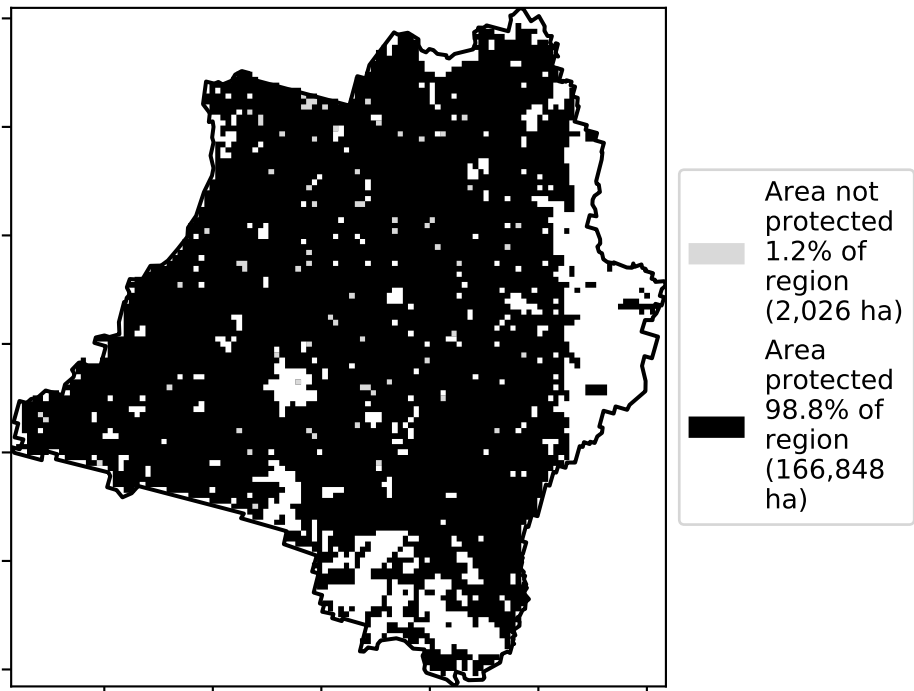 Area not
protected
1.2% of
region
(2,026 ha)
Area
protected
98.8% of
region
(166,848
ha)